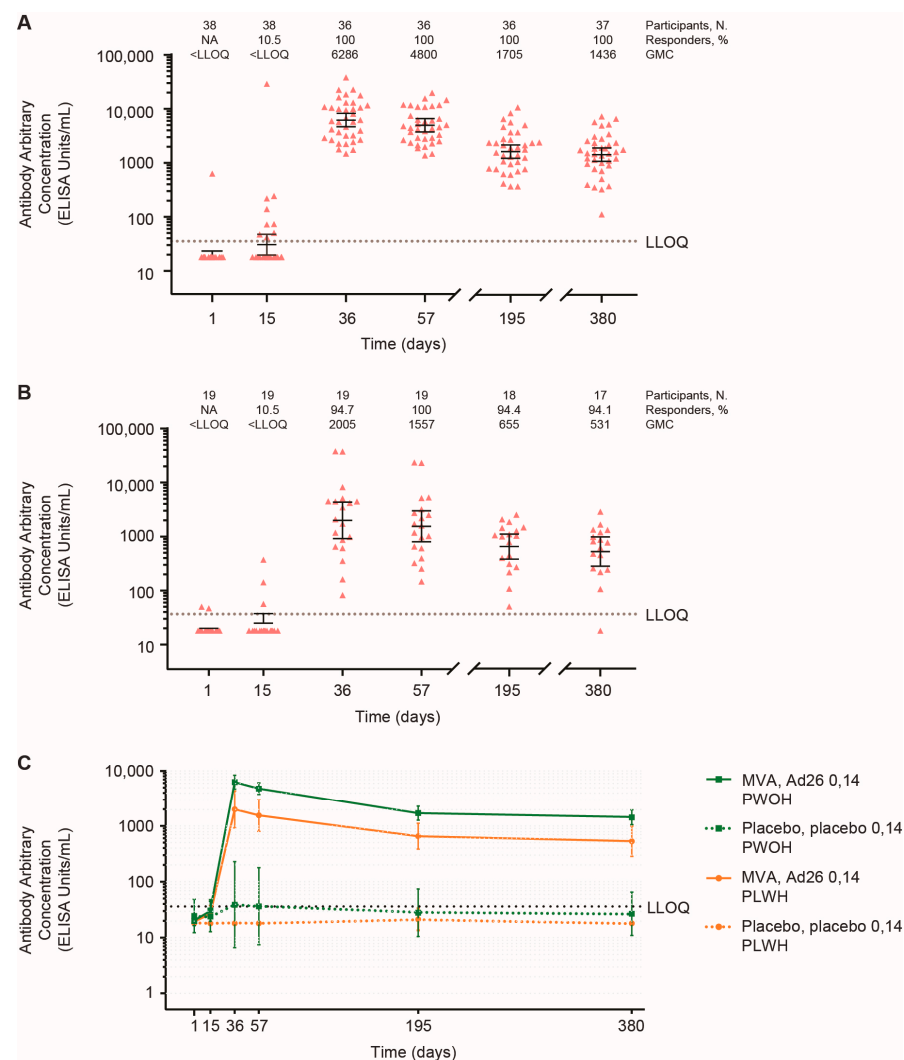 A
38 38 36 36 36 37 Participants, N.
NA 10.5 100 100 100 100 Responders, %
<LLOQ <LLOQ 6286 4800 1705 1436 GMC
100,000
10,000
1000
100
10
Antibody Arbitrary
Concentration
(ELISA Units/mL)
LLOQ
1 15 36 57 195 380
Time (days)
B
19 19 19 19 18 17 Participants, N.
NA 10.5 94.7 100 94.4 94.1 Responders, %
<LLOQ <LLOQ 2005 1557 655 531 GMC
100,000
10,000
1000
100
10
Antibody Arbitrary
Concentration
(ELISA Units/mL)
LLOQ
1 15 36 57 195 380
Time (days)
C
10,000
1000
100
10
1
Antibody Arbitrary
Concentration
(ELISA Units/mL)
LLOQ
1 15 36 57 195 380
Time (days)
MVA, Ad26 0,14
PWOH
Placebo, placebo 0,14
PWOH
MVA, Ad26 0,14
PLWH
Placebo, placebo 0,14
PLWH